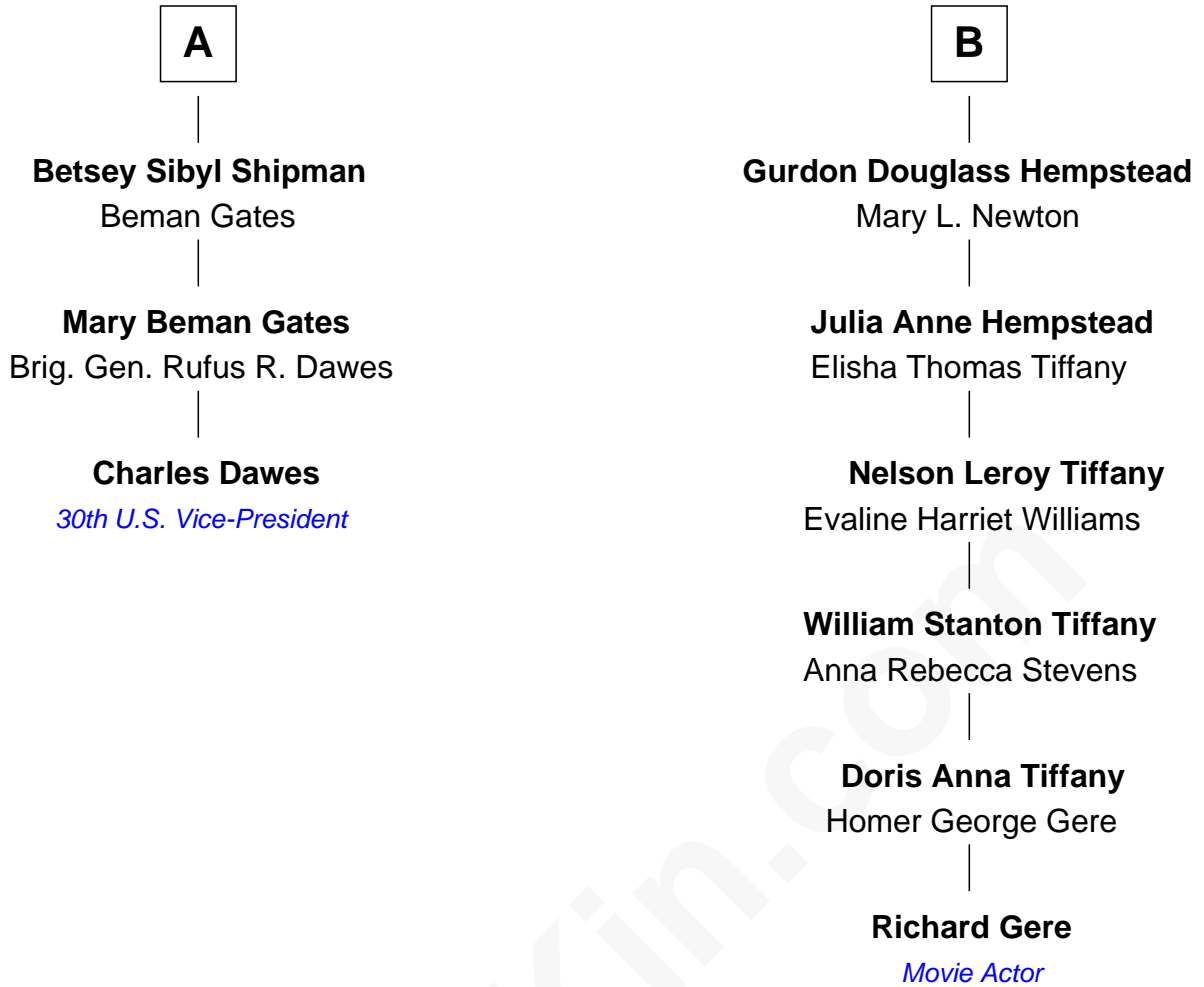 A
Betsey Sibyl Shipman
Beman Gates
Mary Beman Gates
Brig. Gen. Rufus R. Dawes
Charles Dawes
30th U.S. Vice-President
B
Gurdon Douglass Hempstead
Mary L. Newton
Julia Anne Hempstead
Elisha Thomas Tiffany
Nelson Leroy Tiffany
Evaline Harriet Williams
William Stanton Tiffany
Anna Rebecca Stevens
Doris Anna Tiffany
Homer George Gere
Richard Gere
Movie Actor